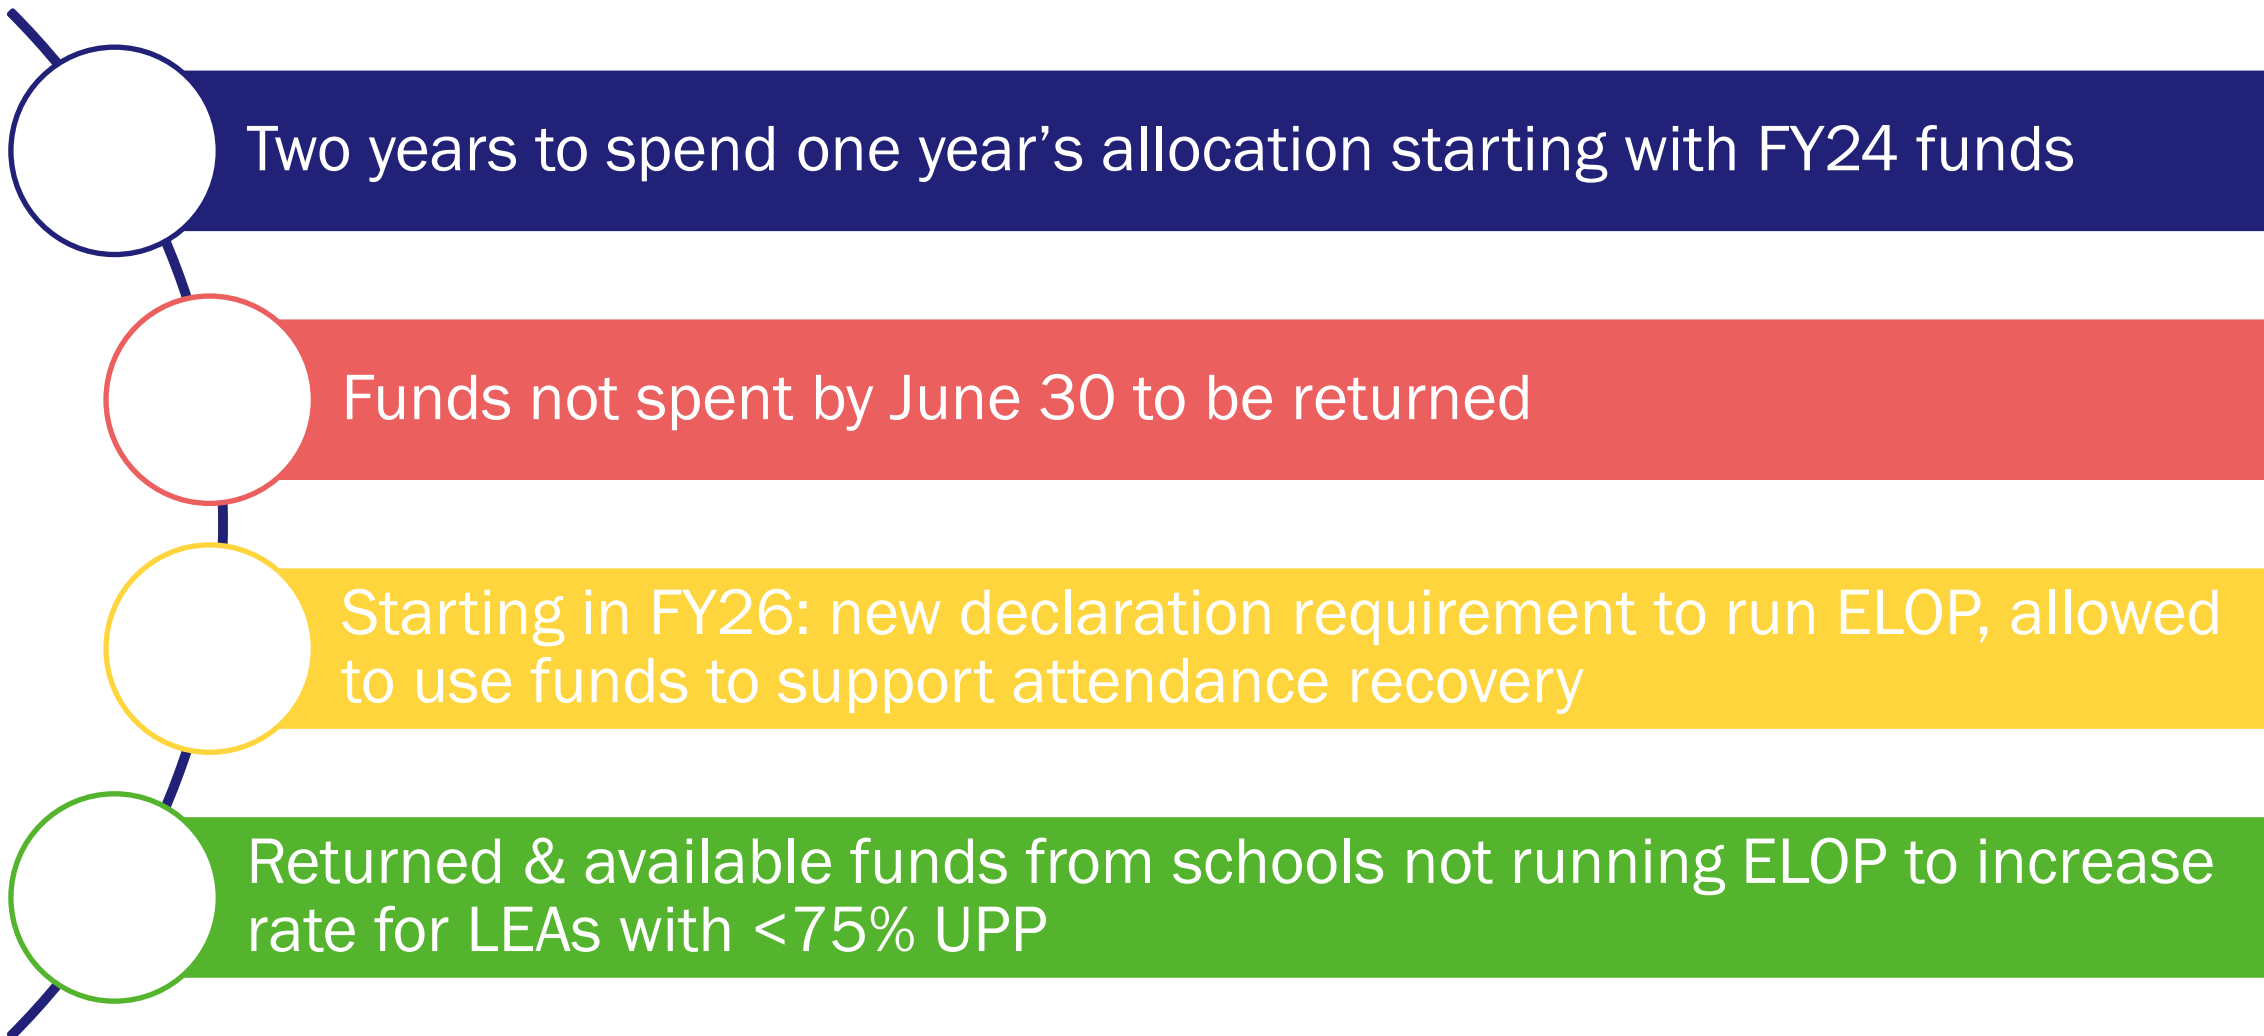 Two years to spend one year’s allocation starting with FY24 funds
Funds not spent by June 30 to be returned
Starting in FY26: new declaration requirement to run ELOP, allowed
to use funds to support attendance recovery
Returned & available funds from schools not running ELOP to increase
rate for LEAs with <75% UPP